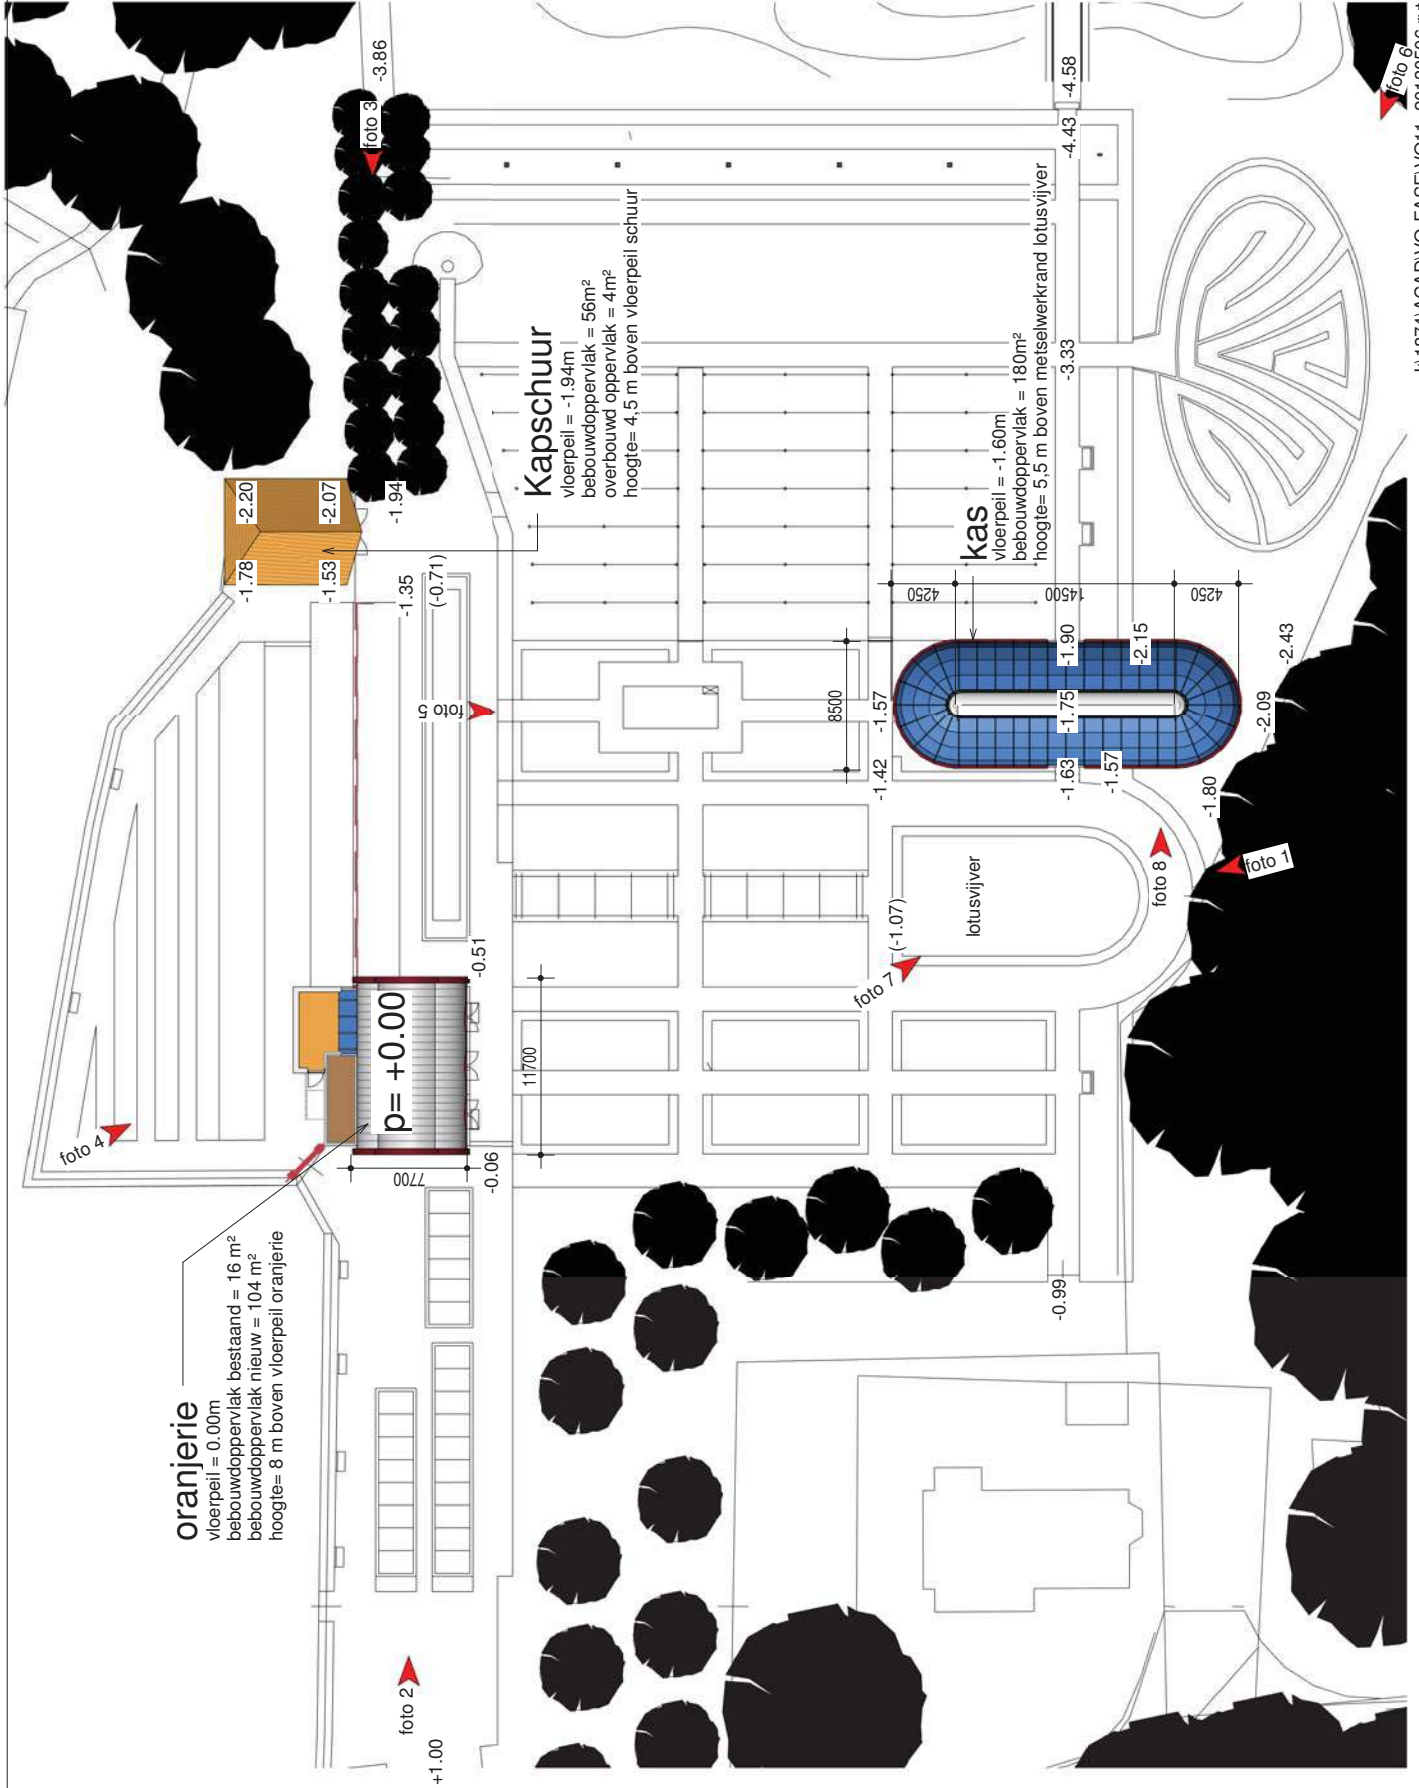 oranjerie
vloerpeil = 0.00m
bebouwdoppervlak bestaand = 16 m²
bebouwdoppervlak nieuw = 104 m²
hoogte= 8 m boven vloerpeil oranjerie
Kapschuur
vloerpeil = -1.94m
bebouwdoppervlak = 56m²
overbouwd oppervlak = 4m²
hoogte= 4,5 m boven vloerpeil schuur
kas
vloerpeil = -1.60m
bebouwdoppervlak = 180m²
hoogte= 5,5 m boven metselwerkrand lotusvijver
p= +0.00
lotusvijver
foto 1
foto 2
foto 3
foto 4
foto 5
foto 6
foto 7
foto 8
+1.00
-0.06
-0.51
7700
11700
-1.78
-2.20
-1.53
-2.07
-1.94
-1.35
(-0.71)
-3.86
-4.58
-4.43
-3.33
8500
4250
14500
4250
-1.42
-1.57
-1.63
-1.75
-1.90
-1.57
-2.15
-1.80
-2.09
-2.43
(-1.07)
-0.99